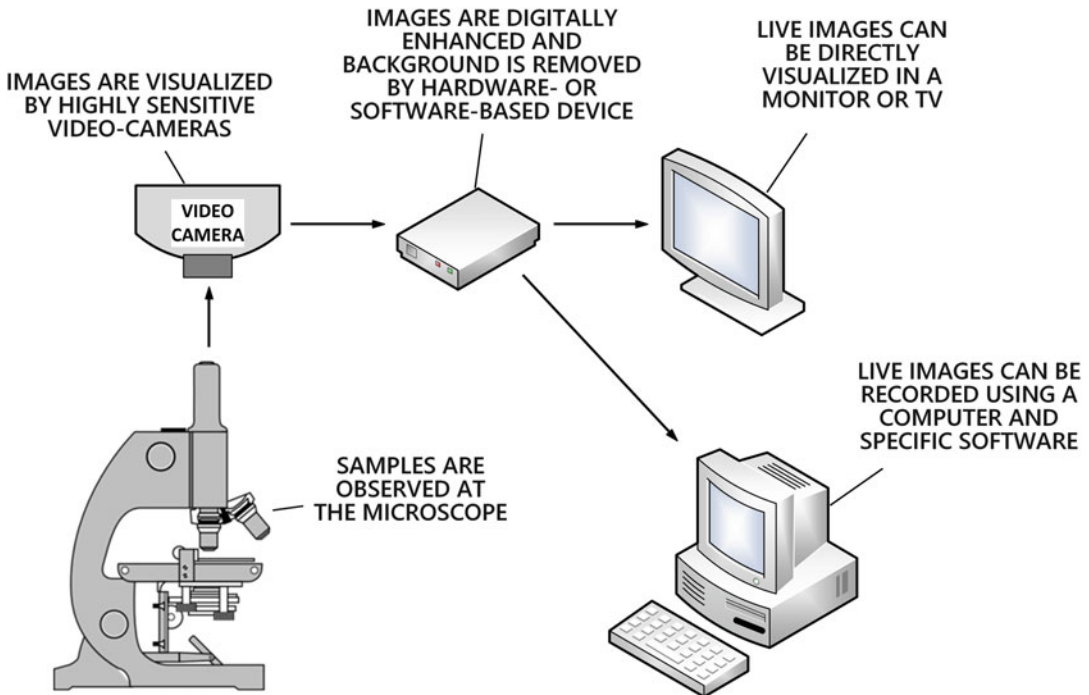 IMAGES ARE VISUALIZED
BY HIGHLY SENSITIVE
VIDEO-CAMERAS
IMAGES ARE DIGITALLY
ENHANCED AND
BACKGROUND IS REMOVED
BY HARDWARE- OR
SOFTWARE-BASED DEVICE
LIVE IMAGES CAN
BE DIRECTLY
VISUALIZED IN A
MONITOR OR TV
VIDEO
CAMERA
SAMPLES ARE
OBSERVED AT
THE MICROSCOPE
LIVE IMAGES CAN BE
RECORDED USING A
COMPUTER AND
SPECIFIC SOFTWARE